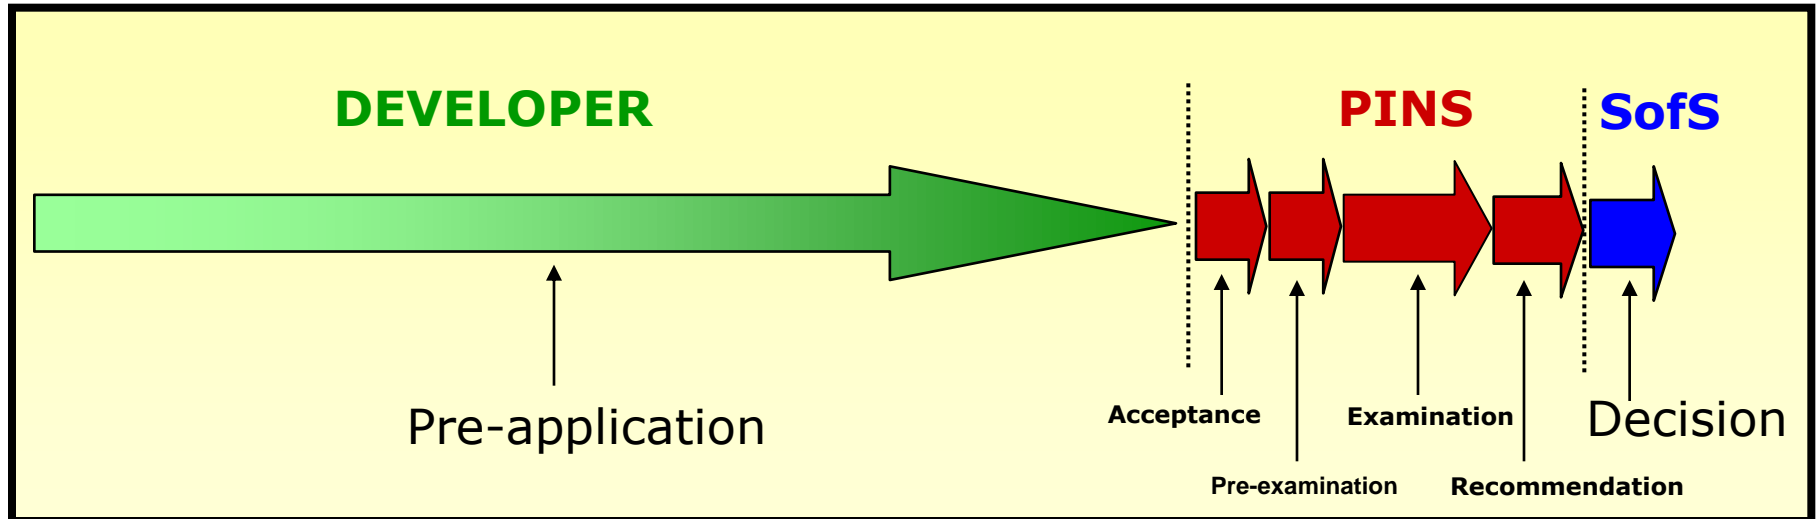 DEVELOPER
PINS
SofS
Pre-application
Acceptance
Examination
Decision
Pre-examination
Recommendation